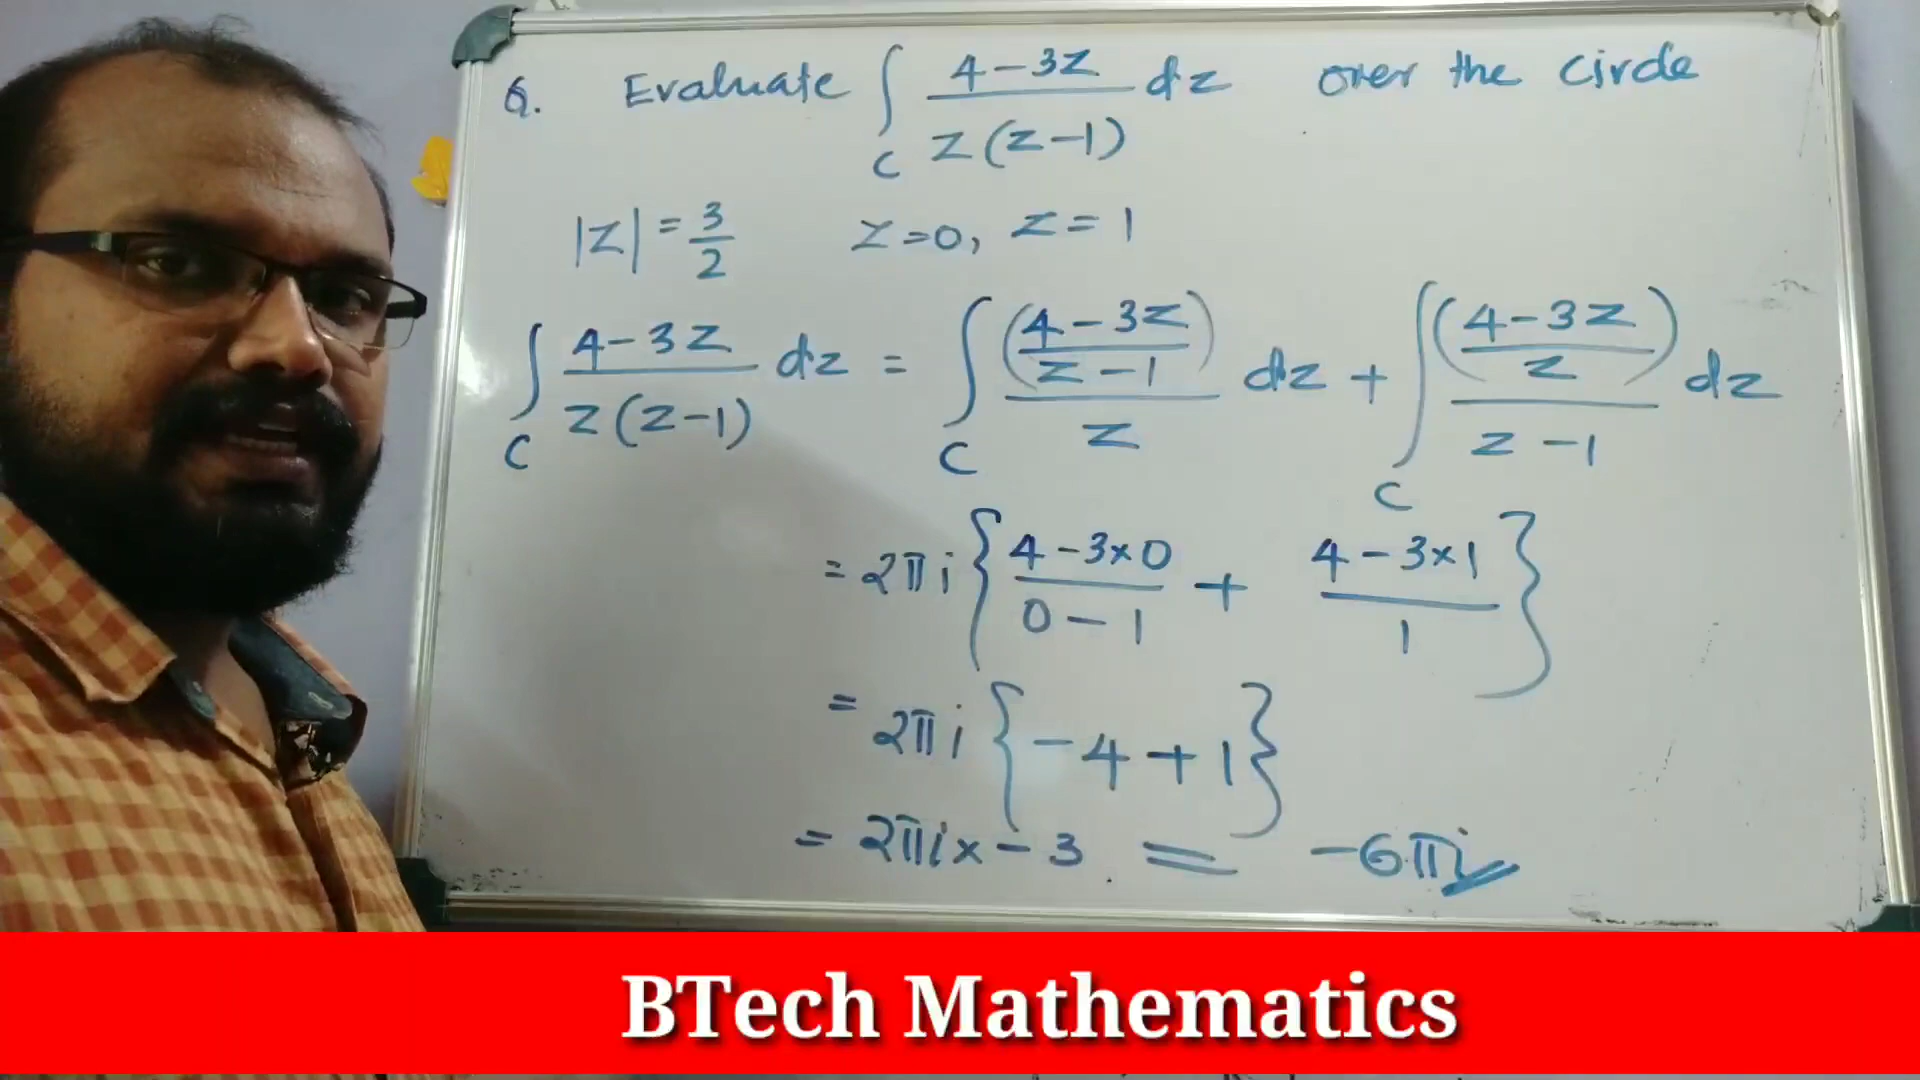 Q. Evaluate ∫_C (4-3z)/(z(z-1)) dz over the circle
|z| = 3/2 z=0, z=1
∫_C (4-3z)/(z(z-1)) dz = ∫_C ((4-3z)/(z-1))/z dz + ∫_C ((4-3z)/z)/(z-1) dz
= 2πi {(4-3×0)/(0-1) + (4-3×1)/1}
= 2πi {-4+1}
= 2πi×-3 = -6πi
BTech Mathematics